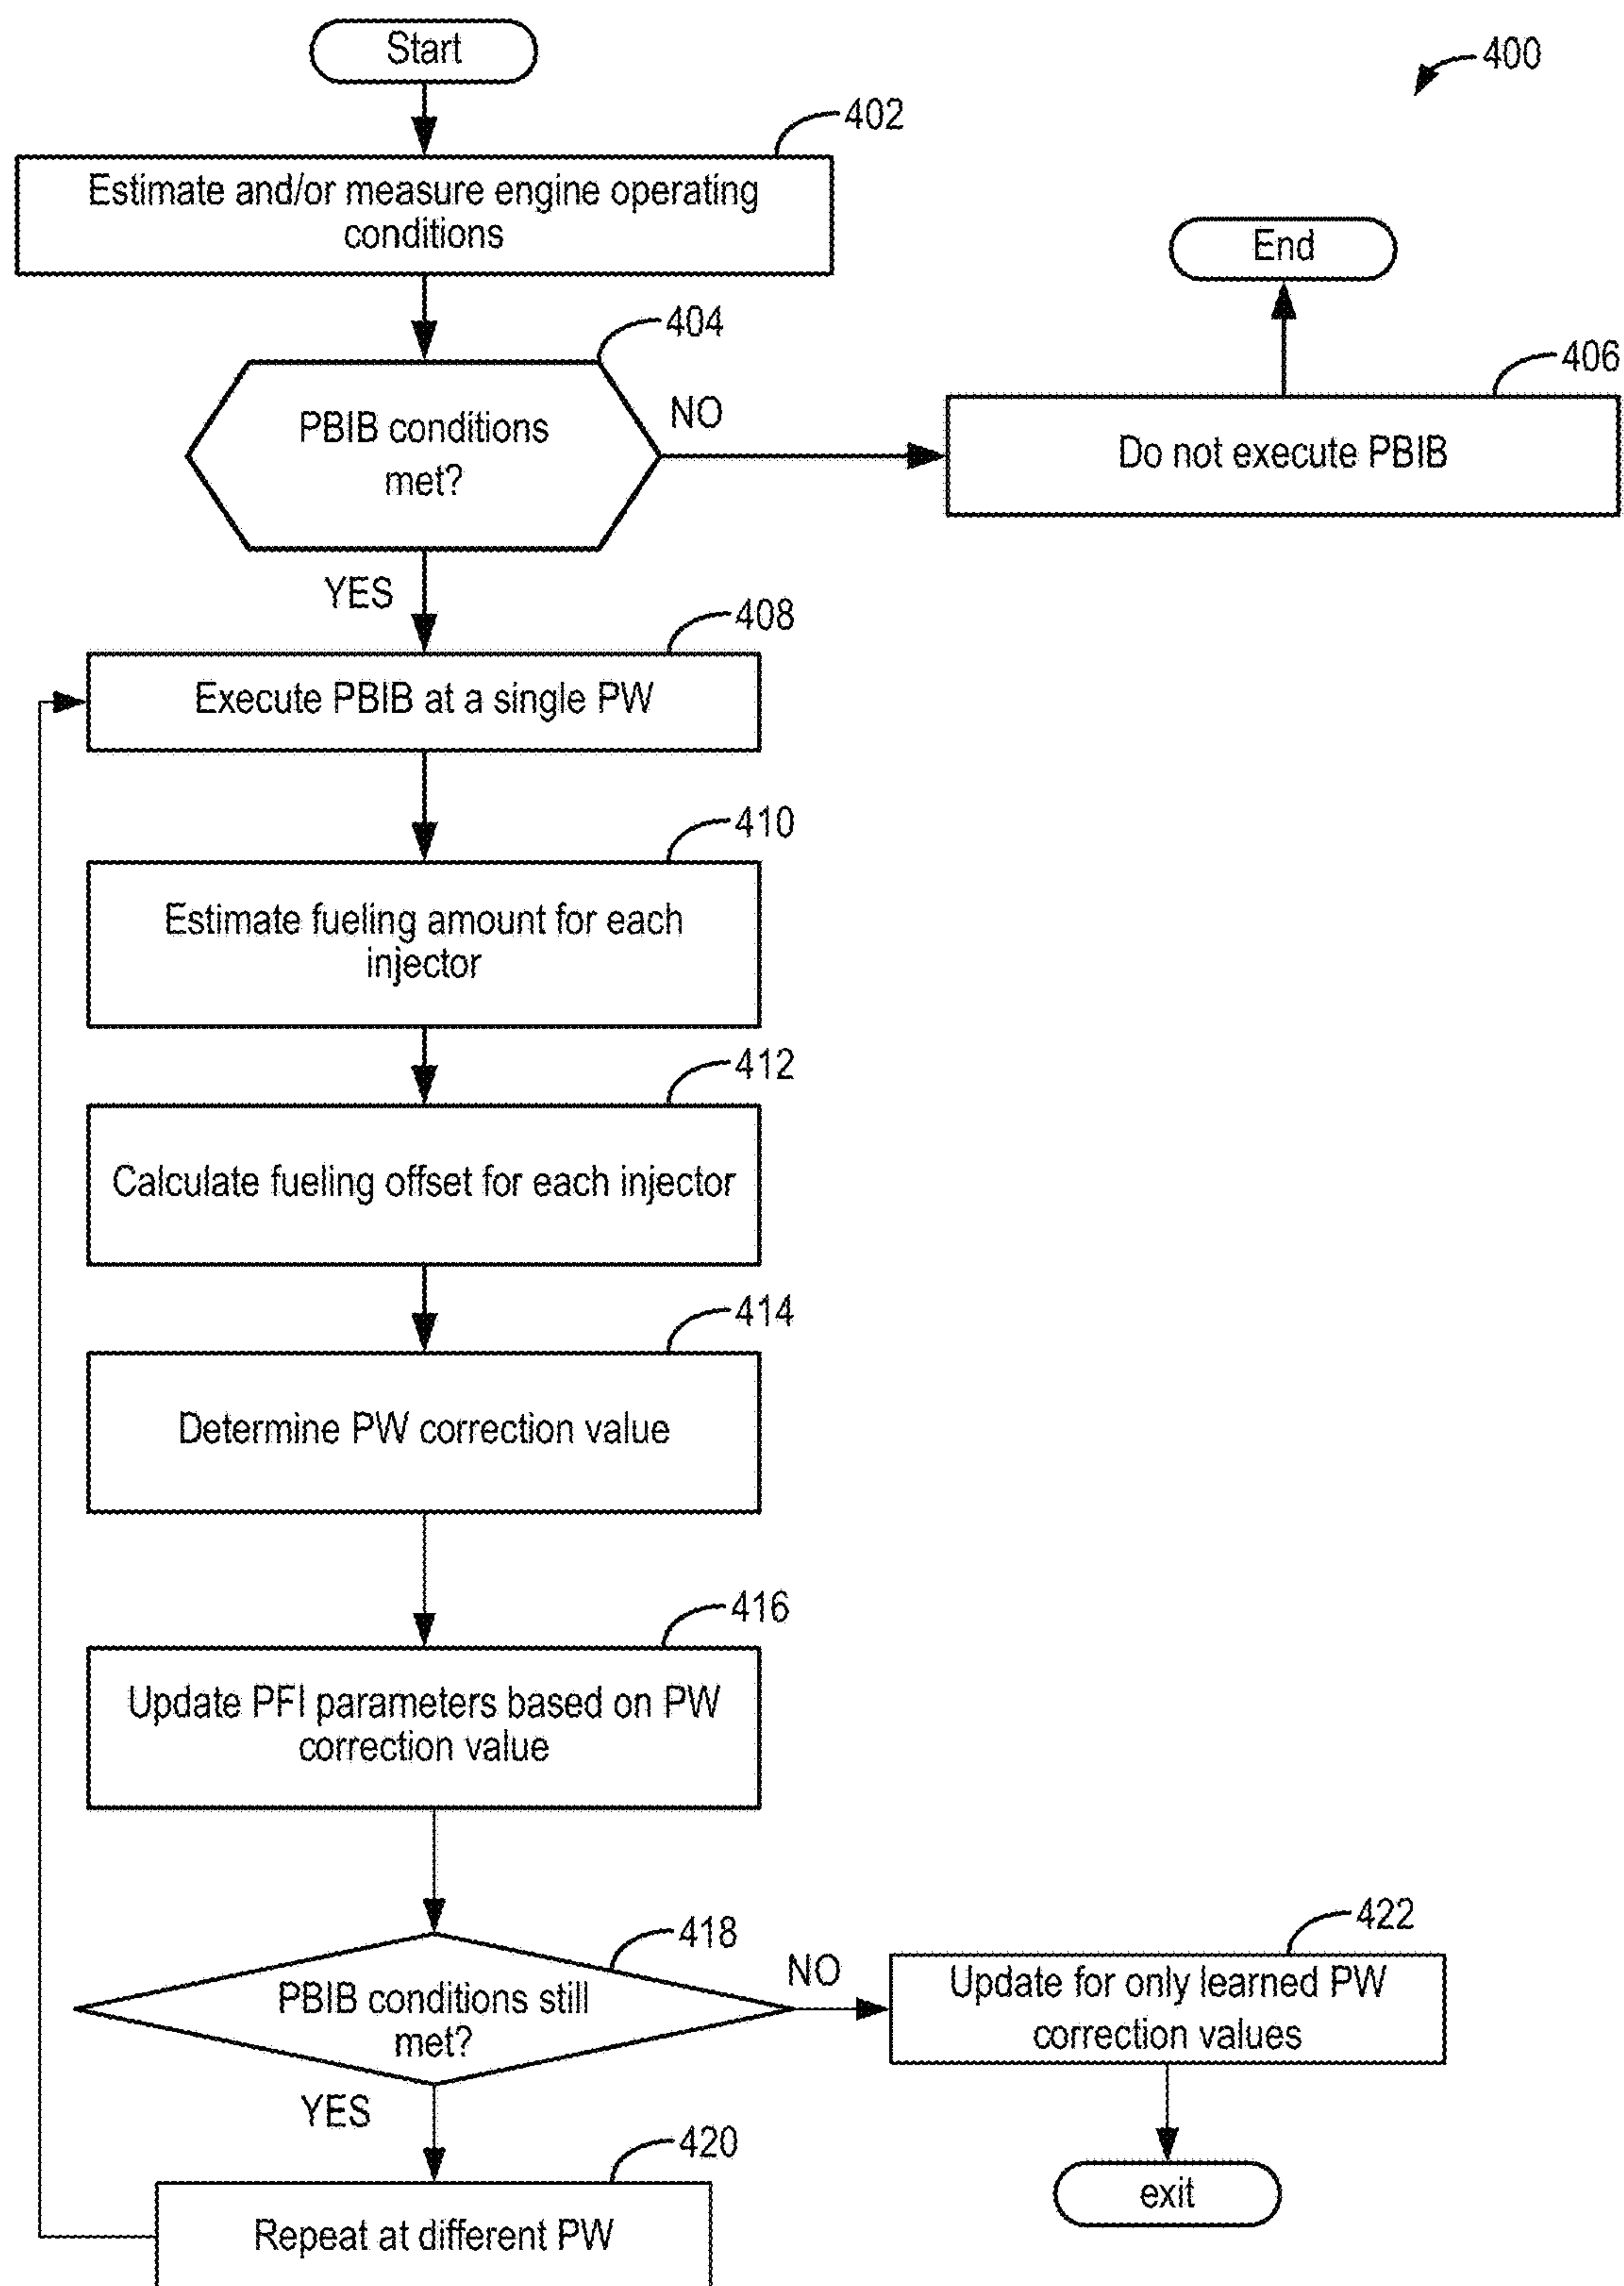 Start
400
402
Estimate and/or measure engine operating
conditions
End
404
406
PBIB conditions
met?
NO
Do not execute PBIB
YES
408
Execute PBIB at a single PW
410
Estimate fueling amount for each
injector
412
Calculate fueling offset for each injector
414
Determine PW correction value
416
Update PFI parameters based on PW
correction value
418
PBIB conditions still
met?
NO
422
Update for only learned PW
correction values
YES
420
Repeat at different PW
exit